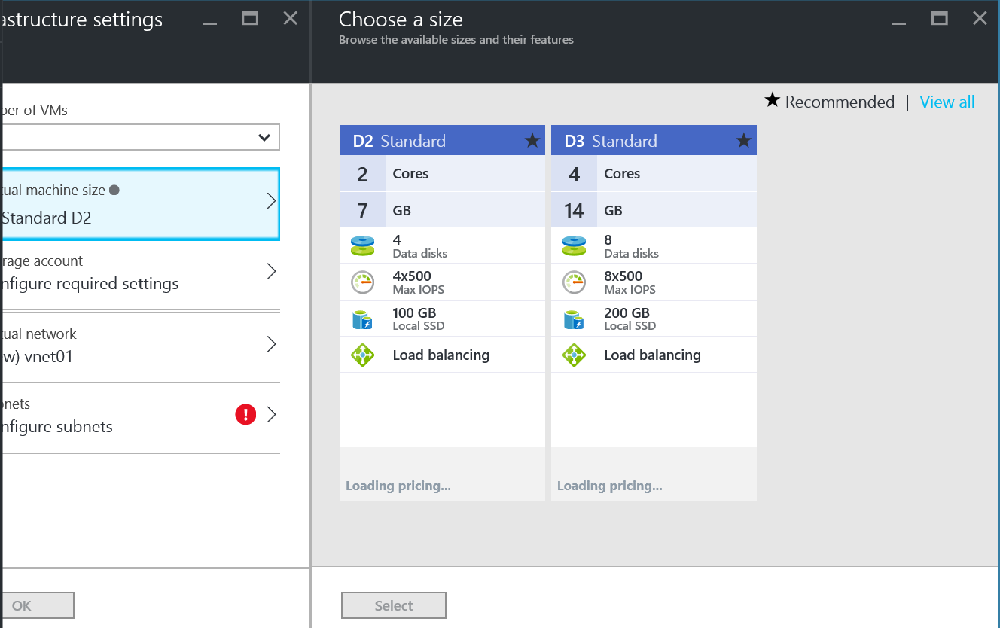 astructure settings
ber of VMs
tual machine size
Standard D2
rage account
nfigure required settings
tual network
w) vnet01
nets
nfigure subnets
!
OK
Choose a size
Browse the available sizes and their features
★ Recommended | View all
D2 Standard ★
2 Cores
7 GB
4
Data disks
4x500
Max IOPS
100 GB
Local SSD
Load balancing
Loading pricing...
D3 Standard ★
4 Cores
14 GB
8
Data disks
8x500
Max IOPS
200 GB
Local SSD
Load balancing
Loading pricing...
Select